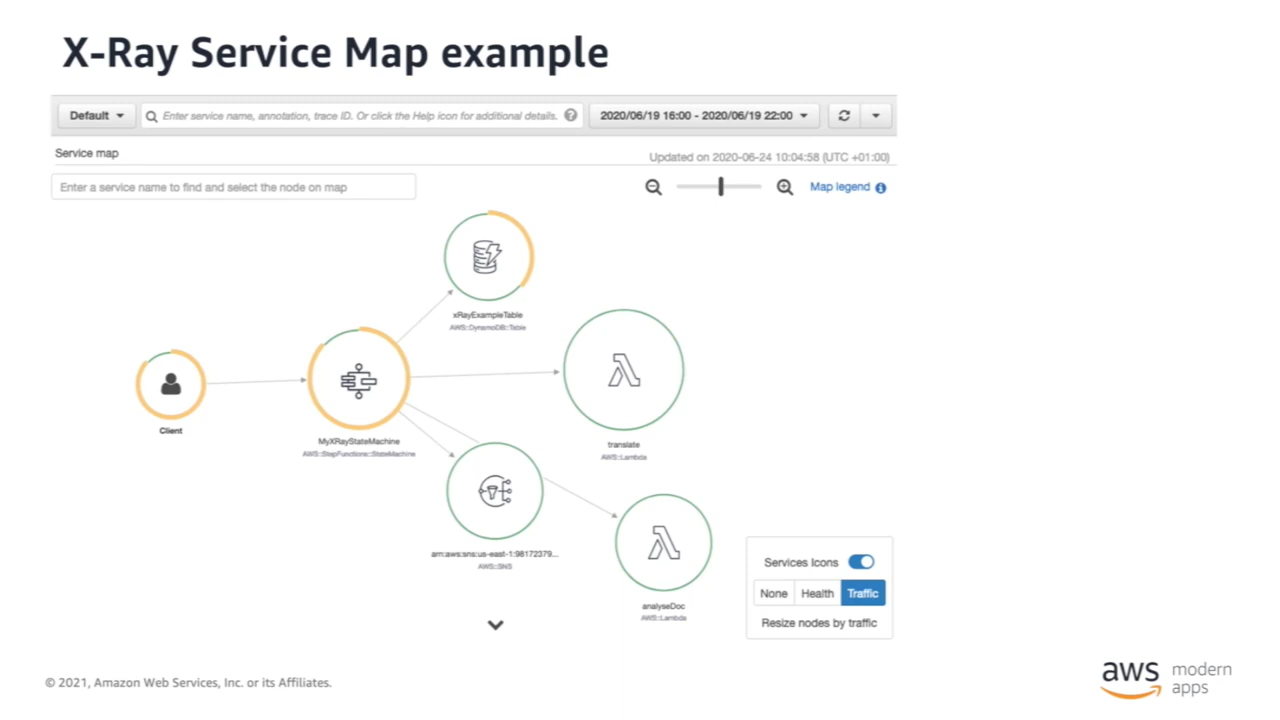 X-Ray Service Map example
Default
Enter service name, annotation, trace ID. Or click the Help icon for additional details.
2020/06/19 16:00 - 2020/06/19 22:00
Service map
Updated on 2020-06-24 10:04:58 (UTC +01:00)
Enter a service name to find and select the node on map
Map legend
xRayExampleTable
AWS::DynamoDB::Table
Client
MyXRayStateMachine
AWS::StepFunctions::StateMachine
translate
AWS::Lambda
arn:aws:sns:us-east-1:98172379...
AWS::SNS
analyseDoc
AWS::Lambda
Services Icons
None Health Traffic
Resize nodes by traffic
© 2021, Amazon Web Services, Inc. or its Affiliates.
aws modern
apps